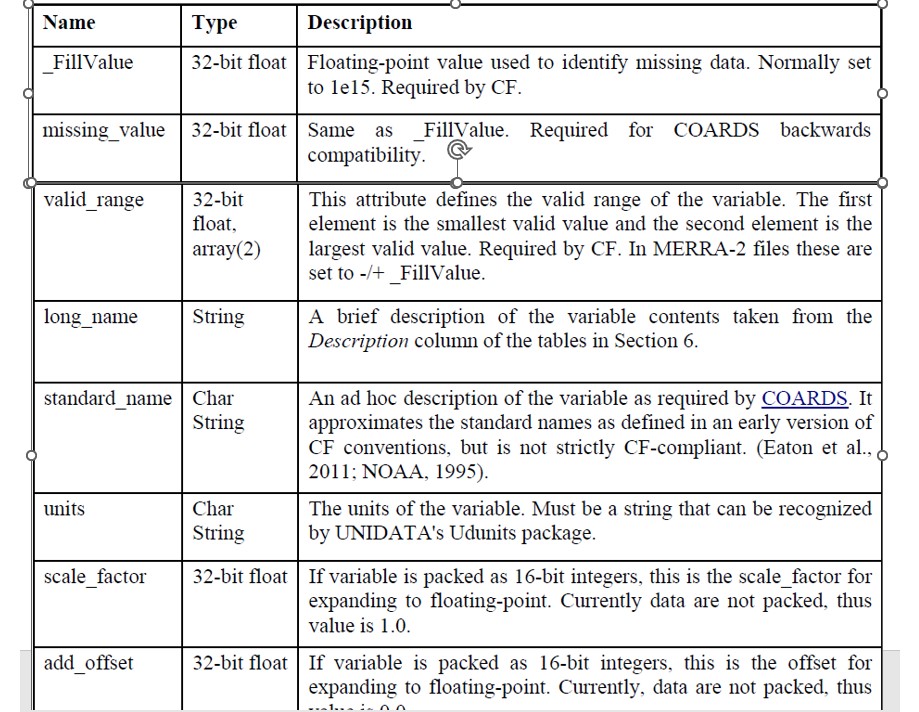 Name Type Description
_FillValue 32-bit float Floating-point value used to identify missing data. Normally set
to 1e15. Required by CF.
missing_value 32-bit float Same as _FillValue. Required for COARDS backwards
compatibility.
valid_range 32-bit This attribute defines the valid range of the variable. The first
float, element is the smallest valid value and the second element is the
array(2) largest valid value. Required by CF. In MERRA-2 files these are
set to -/+ _FillValue.
long_name String A brief description of the variable contents taken from the
Description column of the tables in Section 6.
standard_name Char An ad hoc description of the variable as required by COARDS. It
String approximates the standard names as defined in an early version of
CF conventions, but is not strictly CF-compliant. (Eaton et al.,
2011; NOAA, 1995).
units Char The units of the variable. Must be a string that can be recognized
String by UNIDATA's Udunits package.
scale_factor 32-bit float If variable is packed as 16-bit integers, this is the scale_factor for
expanding to floating-point. Currently data are not packed, thus
value is 1.0.
add_offset 32-bit float If variable is packed as 16-bit integers, this is the offset for
expanding to floating-point. Currently, data are not packed, thus